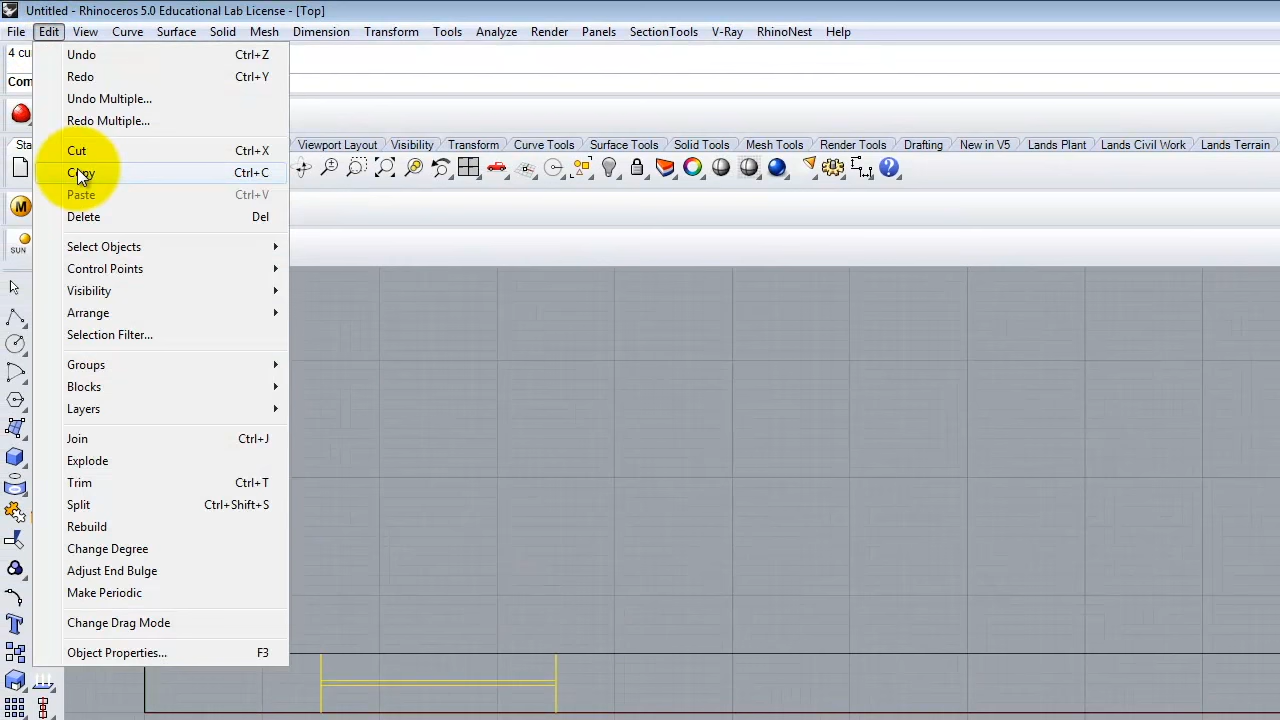 Untitled - Rhinoceros 5.0 Educational Lab License - [Top]
File Edit View Curve Surface Solid Mesh Dimension Transform Tools Analyze Render Panels SectionTools V-Ray RhinoNest Help
Undo Ctrl+Z
Redo Ctrl+Y
Undo Multiple...
Redo Multiple...
Cut Ctrl+X
Viewport Layout Visibility Transform Curve Tools Surface Tools Solid Tools Mesh Tools Render Tools Drafting New in V5 Lands Plant Lands Civil Work Lands Terrain
Copy Ctrl+C
Paste Ctrl+V
Delete Del
M
SUN
Select Objects
Control Points
Visibility
Arrange
Selection Filter...
Groups
Blocks
Layers
Join Ctrl+J
Explode
Trim Ctrl+T
Split Ctrl+Shift+S
Rebuild
Change Degree
Adjust End Bulge
Make Periodic
Change Drag Mode
Object Properties... F3